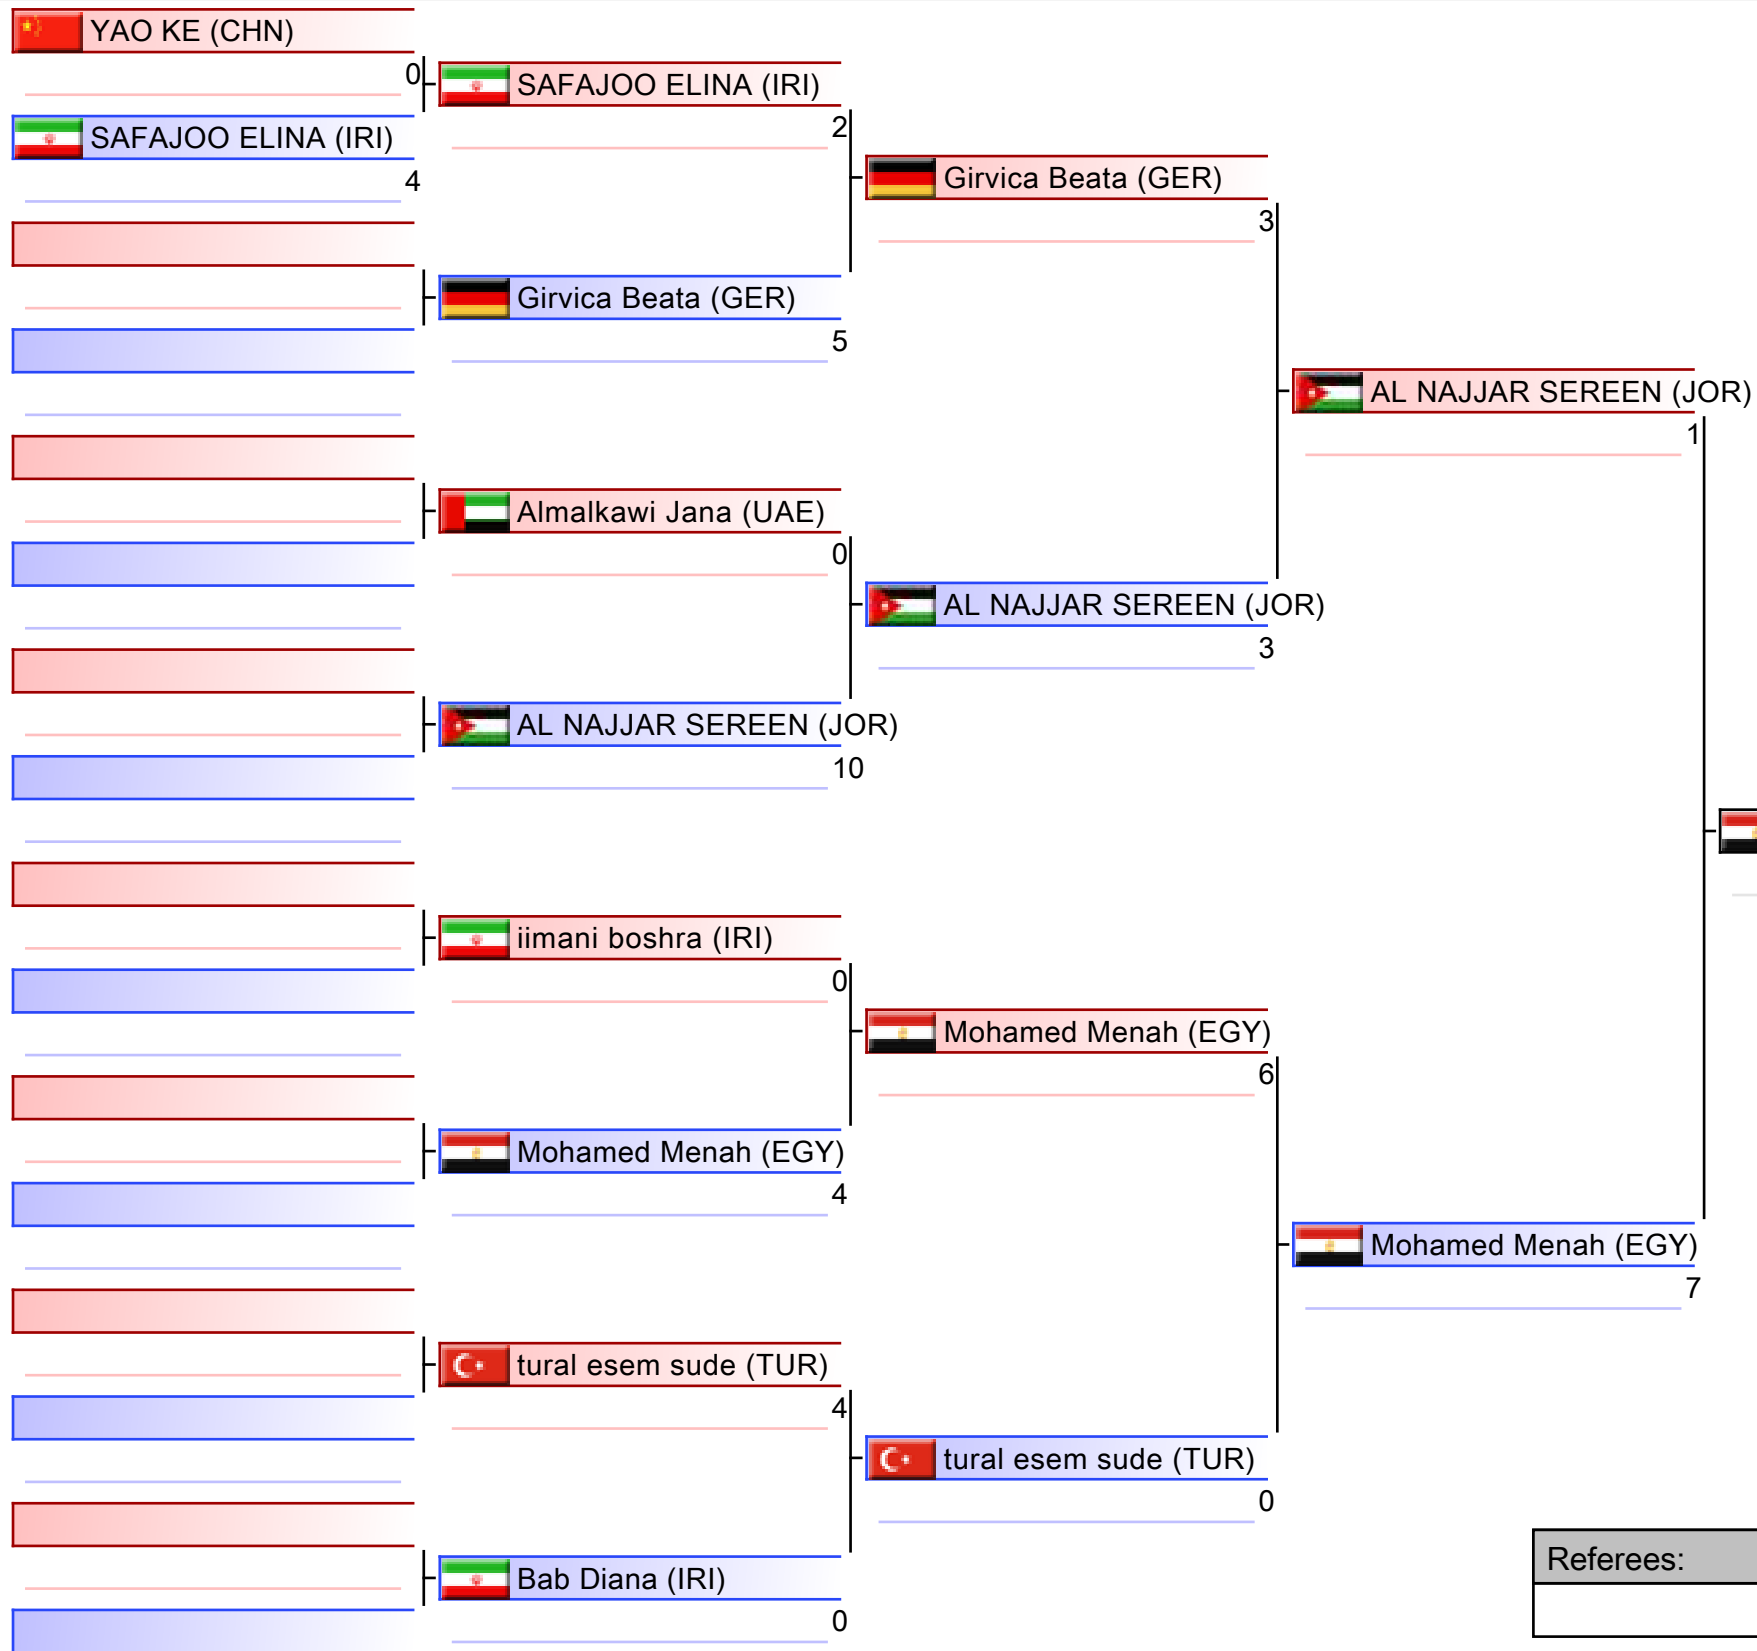 YAO KE (CHN)
0
SAFAJOO ELINA (IRI)
4
SAFAJOO ELINA (IRI)
2
Girvica Beata (GER)
5
Almalkawi Jana (UAE)
0
AL NAJJAR SEREEN (JOR)
10
iimani boshra (IRI)
0
Mohamed Menah (EGY)
4
tural esem sude (TUR)
4
Bab Diana (IRI)
0
Girvica Beata (GER)
3
AL NAJJAR SEREEN (JOR)
3
Mohamed Menah (EGY)
6
tural esem sude (TUR)
0
AL NAJJAR SEREEN (JOR)
1
Mohamed Menah (EGY)
7
Referees: